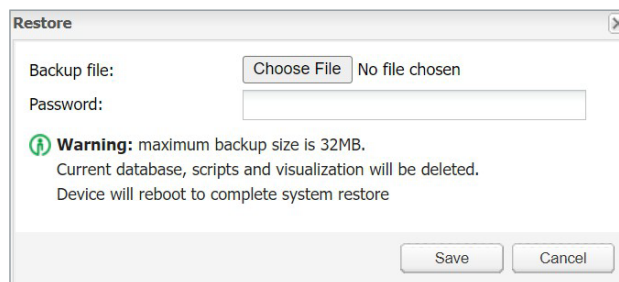 Restore
Backup file: Choose File No file chosen
Password:
Warning: maximum backup size is 32MB.
Current database, scripts and visualization will be deleted.
Device will reboot to complete system restore
Save Cancel